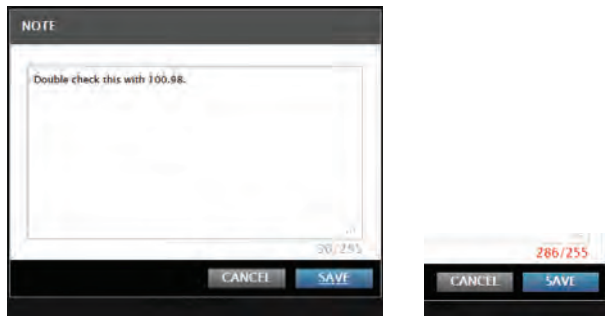 NOTE
Double check this with 100.98.
30/255
CANCEL SAVE
286/255
CANCEL SAVE